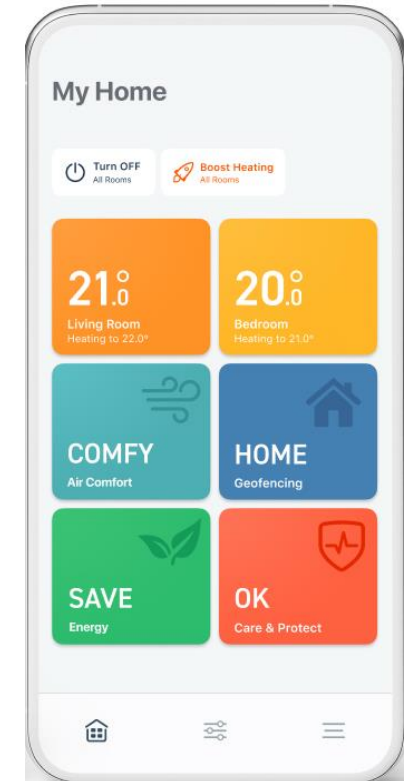 My Home
Turn OFF
All Rooms
Boost Heating
All Rooms
21.0°
Living Room
Heating to 22.0°
20.0°
Bedroom
Heating to 21.0°
COMFY
Air Comfort
HOME
Geofencing
SAVE
Energy
OK
Care & Protect